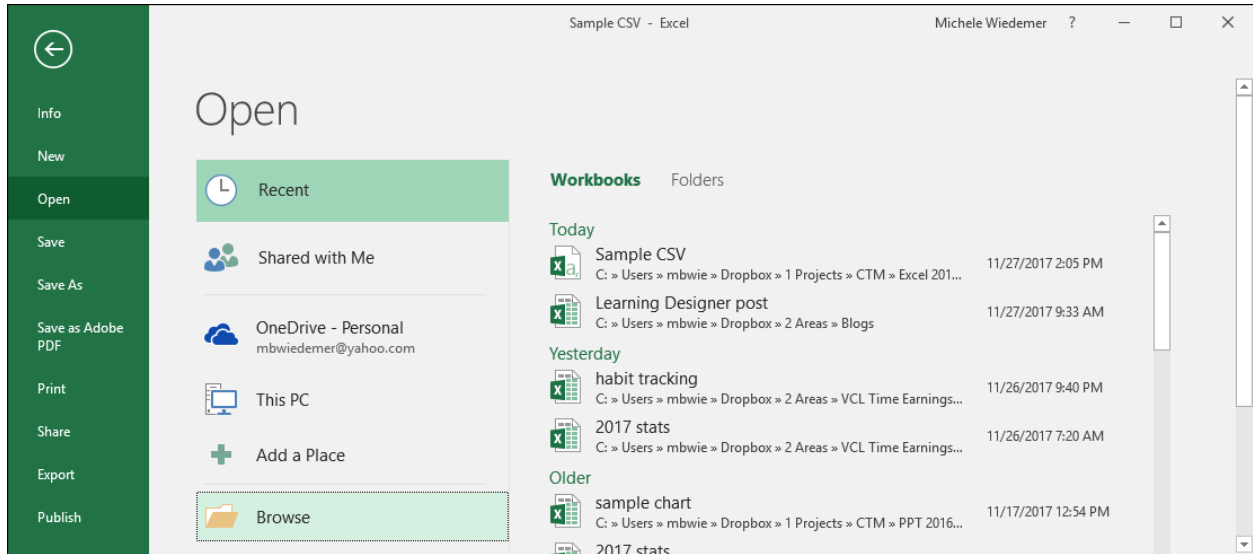 Sample CSV - Excel
Michele Wiedemer ?
Info
New
Open
Save
Save As
Save as Adobe
PDF
Print
Share
Export
Publish
Open
Recent
Shared with Me
OneDrive - Personal
mbwiedemer@yahoo.com
This PC
Add a Place
Browse
Workbooks Folders
Today
Sample CSV
C: » Users » mbwie » Dropbox » 1 Projects » CTM » Excel 201...
11/27/2017 2:05 PM
Learning Designer post
C: » Users » mbwie » Dropbox » 2 Areas » Blogs
11/27/2017 9:33 AM
Yesterday
habit tracking
C: » Users » mbwie » Dropbox » 2 Areas » VCL Time Earnings...
11/26/2017 9:40 PM
2017 stats
C: » Users » mbwie » Dropbox » 2 Areas » VCL Time Earnings...
11/26/2017 7:20 AM
Older
sample chart
C: » Users » mbwie » Dropbox » 1 Projects » CTM » PPT 2016...
11/17/2017 12:54 PM
2017 stats